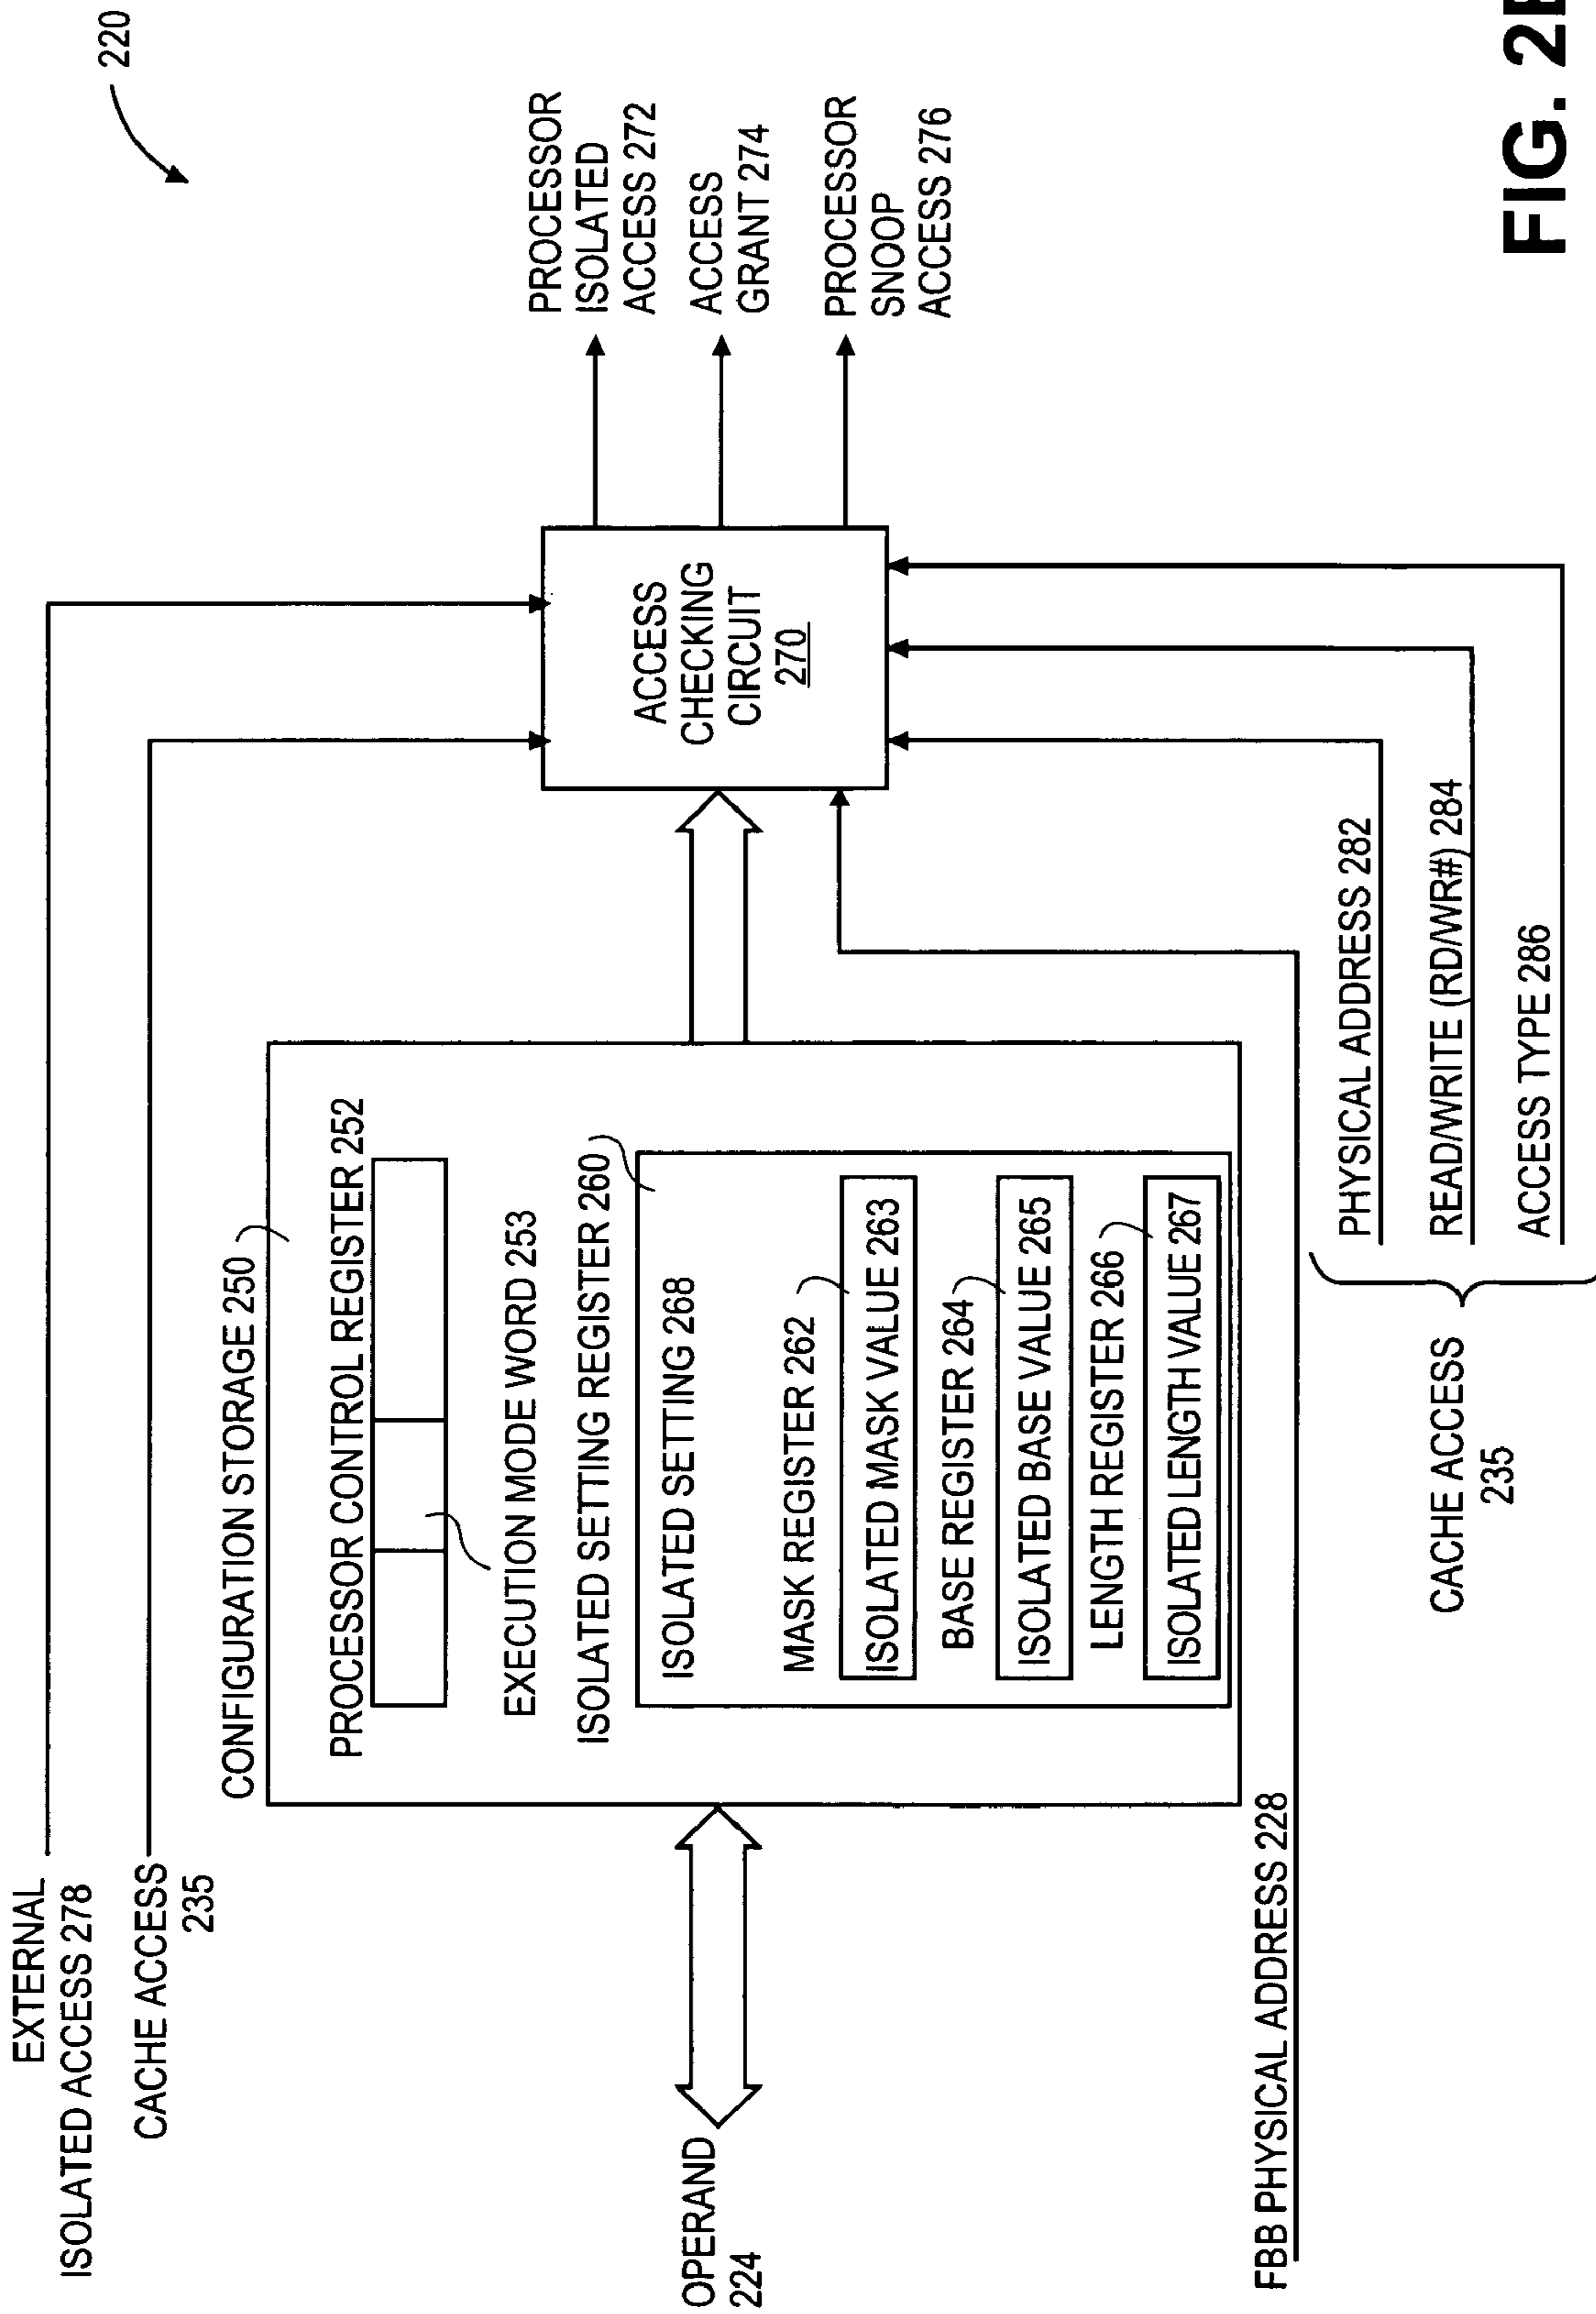 220
EXTERNAL
ISOLATED ACCESS 278
CACHE ACCESS
235
CONFIGURATION STORAGE 250
PROCESSOR CONTROL REGISTER 252
EXECUTION MODE WORD 253
ISOLATED SETTING REGISTER 260
ISOLATED SETTING 268
MASK REGISTER 262
ISOLATED MASK VALUE 263
BASE REGISTER 264
ISOLATED BASE VALUE 265
LENGTH REGISTER 266
ISOLATED LENGTH VALUE 267
OPERAND
224
ACCESS
CHECKING
CIRCUIT
270
PROCESSOR
ISOLATED
ACCESS 272
ACCESS
GRANT 274
PROCESSOR
SNOOP
ACCESS 276
FBB PHYSICAL ADDRESS 228
PHYSICAL ADDRESS 282
READ/WRITE (RD/WR#) 284
ACCESS TYPE 286
CACHE ACCESS
235
FIG.